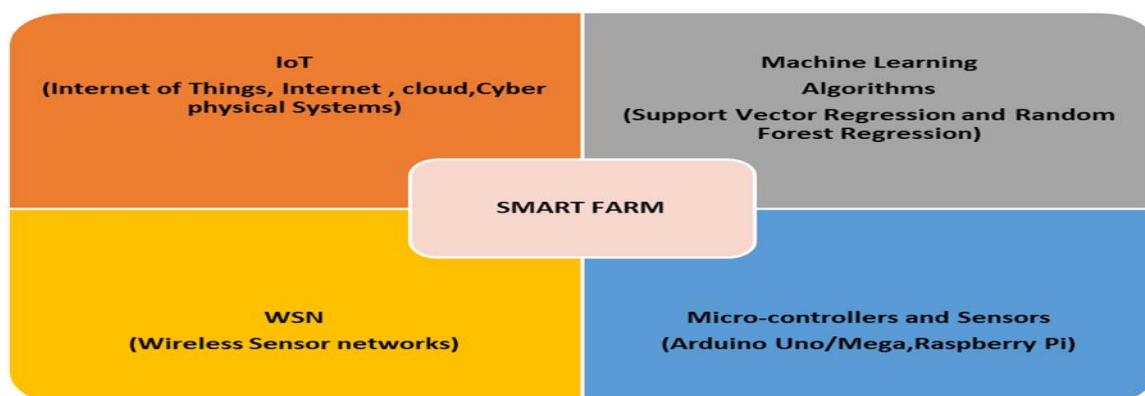 IoT
(Internet of Things, Internet , cloud,Cyber
physical Systems)
Machine Learning
Algorithms
(Support Vector Regression and Random
Forest Regression)
SMART FARM
WSN
(Wireless Sensor networks)
Micro-controllers and Sensors
(Arduino Uno/Mega,Raspberry Pi)